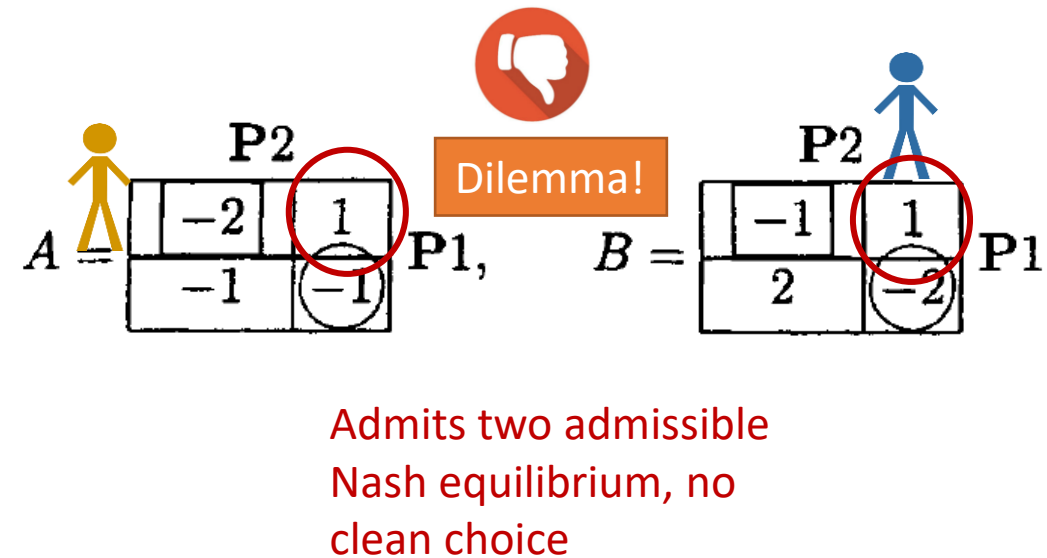 P2
Dilemma!
P2
A = -2 1 P1,
-1 -1
B = -1 1 P1
2 -2
Admits two admissible
Nash equilibrium, no
clean choice